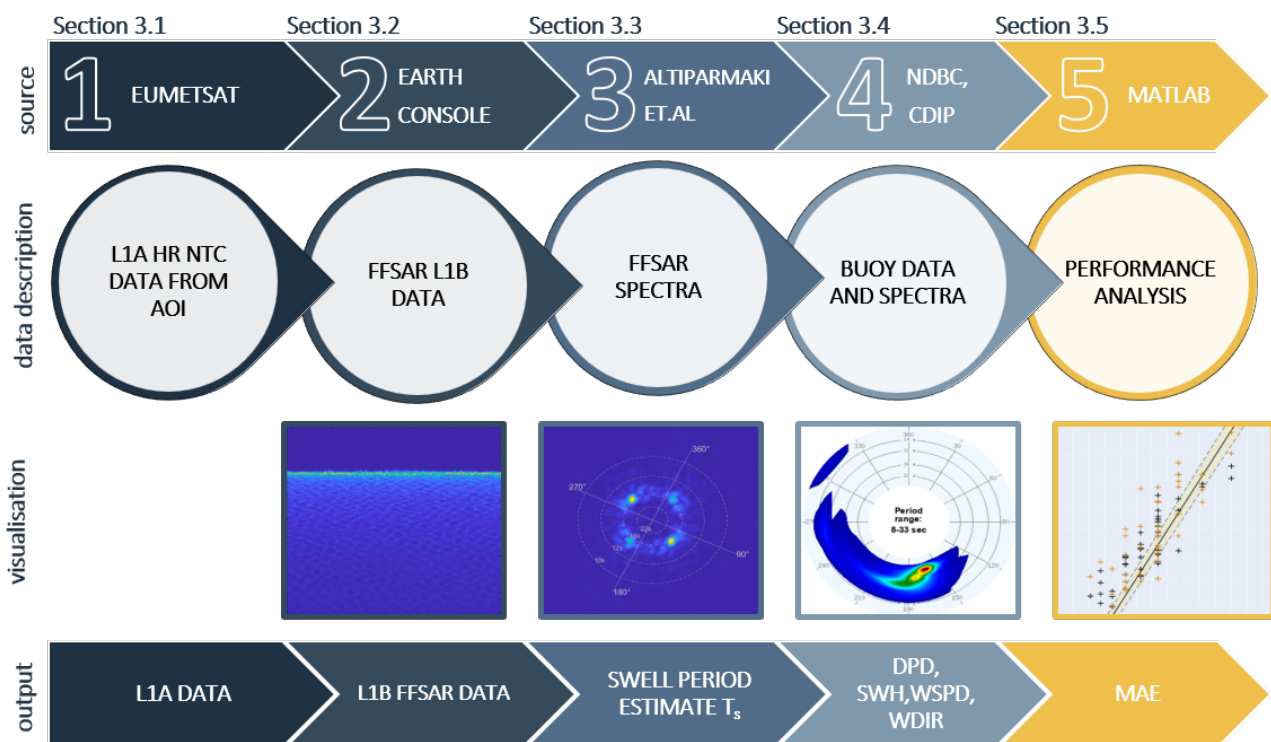 Section 3.1
Section 3.2
Section 3.3
Section 3.4
Section 3.5
source
1
EUMETSAT
2
EARTH
CONSOLE
3
ALTIPARMAKI
ET.AL
4
NDBC,
CDIP
5
MATLAB
data description
L1A HR NTC
DATA FROM
AOI
FFSAR L1B
DATA
FFSAR
SPECTRA
BUOY DATA
AND SPECTRA
PERFORMANCE
ANALYSIS
visualisation
360°
270°
90°
180°
Period
range:
8-33 sec
output
L1A DATA
L1B FFSAR DATA
SWELL PERIOD
ESTIMATE Tₛ
DPD,
SWH,WSPD,
WDIR
MAE